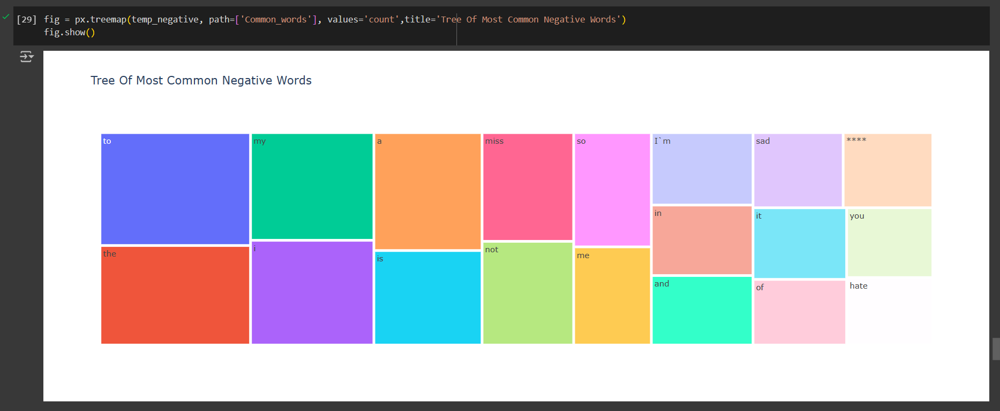 [29] fig = px.treemap(temp_negative, path=['Common_words'], values='count',title='Tree Of Most Common Negative Words')
fig.show()
Tree Of Most Common Negative Words
to
my
a
miss
so
I`m
sad
****
in
it
you
the
i
is
not
me
and
of
hate